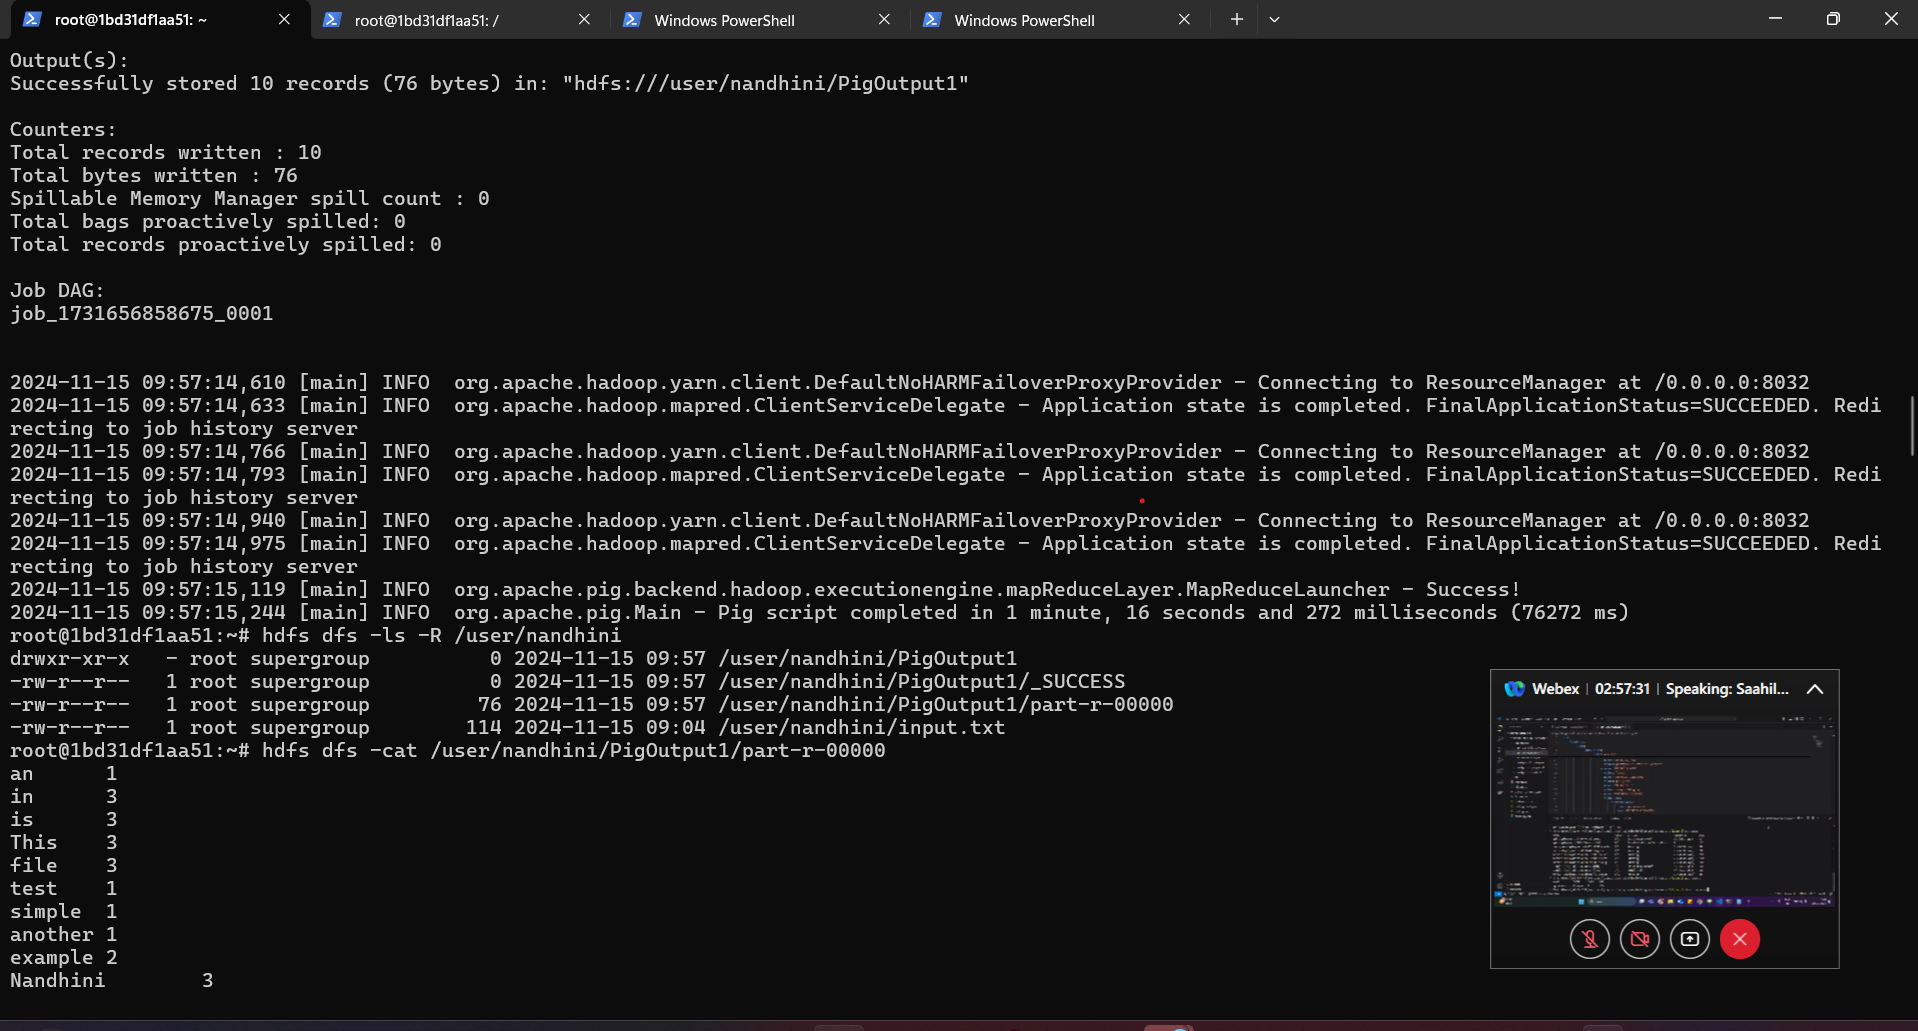 root@1bd31df1aa51: ~
root@1bd31df1aa51: /
Windows PowerShell
Windows PowerShell
Output(s):
Successfully stored 10 records (76 bytes) in: "hdfs:///user/nandhini/PigOutput1"
Counters:
Total records written : 10
Total bytes written : 76
Spillable Memory Manager spill count : 0
Total bags proactively spilled: 0
Total records proactively spilled: 0
Job DAG:
job_1731656858675_0001
2024-11-15 09:57:14,610 [main] INFO  org.apache.hadoop.yarn.client.DefaultNoHARMFailoverProxyProvider - Connecting to ResourceManager at /0.0.0.0:8032
2024-11-15 09:57:14,633 [main] INFO  org.apache.hadoop.mapred.ClientServiceDelegate - Application state is completed. FinalApplicationStatus=SUCCEEDED. Redi
recting to job history server
2024-11-15 09:57:14,766 [main] INFO  org.apache.hadoop.yarn.client.DefaultNoHARMFailoverProxyProvider - Connecting to ResourceManager at /0.0.0.0:8032
2024-11-15 09:57:14,793 [main] INFO  org.apache.hadoop.mapred.ClientServiceDelegate - Application state is completed. FinalApplicationStatus=SUCCEEDED. Redi
recting to job history server
2024-11-15 09:57:14,940 [main] INFO  org.apache.hadoop.yarn.client.DefaultNoHARMFailoverProxyProvider - Connecting to ResourceManager at /0.0.0.0:8032
2024-11-15 09:57:14,975 [main] INFO  org.apache.hadoop.mapred.ClientServiceDelegate - Application state is completed. FinalApplicationStatus=SUCCEEDED. Redi
recting to job history server
2024-11-15 09:57:15,119 [main] INFO  org.apache.pig.backend.hadoop.executionengine.mapReduceLayer.MapReduceLauncher - Success!
2024-11-15 09:57:15,244 [main] INFO  org.apache.pig.Main - Pig script completed in 1 minute, 16 seconds and 272 milliseconds (76272 ms)
root@1bd31df1aa51:~# hdfs dfs -ls -R /user/nandhini
drwxr-xr-x   - root supergroup          0 2024-11-15 09:57 /user/nandhini/PigOutput1
-rw-r--r--   1 root supergroup          0 2024-11-15 09:57 /user/nandhini/PigOutput1/_SUCCESS
-rw-r--r--   1 root supergroup         76 2024-11-15 09:57 /user/nandhini/PigOutput1/part-r-00000
-rw-r--r--   1 root supergroup        114 2024-11-15 09:04 /user/nandhini/input.txt
root@1bd31df1aa51:~# hdfs dfs -cat /user/nandhini/PigOutput1/part-r-00000
an      1
in      3
is      3
This    3
file    3
test    1
simple  1
another 1
example 2
Nandhini        3
Webex | 02:57:31 | Speaking: Saahil...